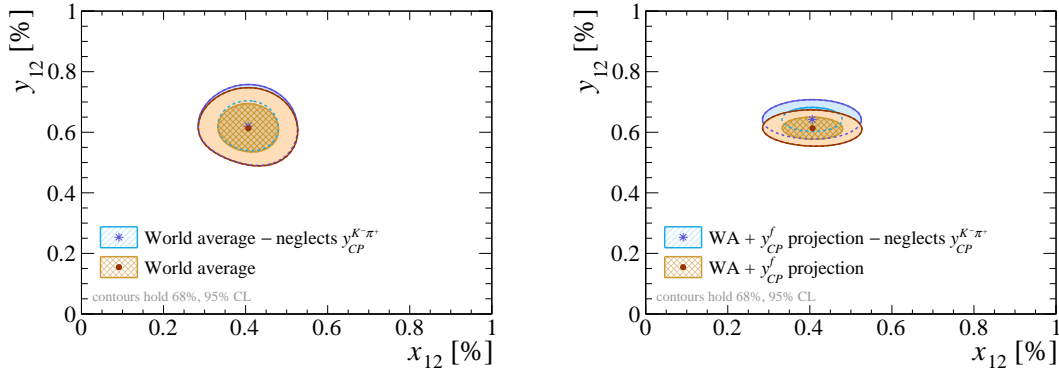 y₁₂ [%]
1
0.8
0.6
0.4
0.2
0
World average − neglects y_CP^{K⁻π⁺}
World average
contours hold 68%, 95% CL
0 0.2 0.4 0.6 0.8 1
x₁₂ [%]
y₁₂ [%]
1
0.8
0.6
0.4
0.2
0
WA + y_CP^f projection − neglects y_CP^{K⁻π⁺}
WA + y_CP^f projection
contours hold 68%, 95% CL
0 0.2 0.4 0.6 0.8 1
x₁₂ [%]